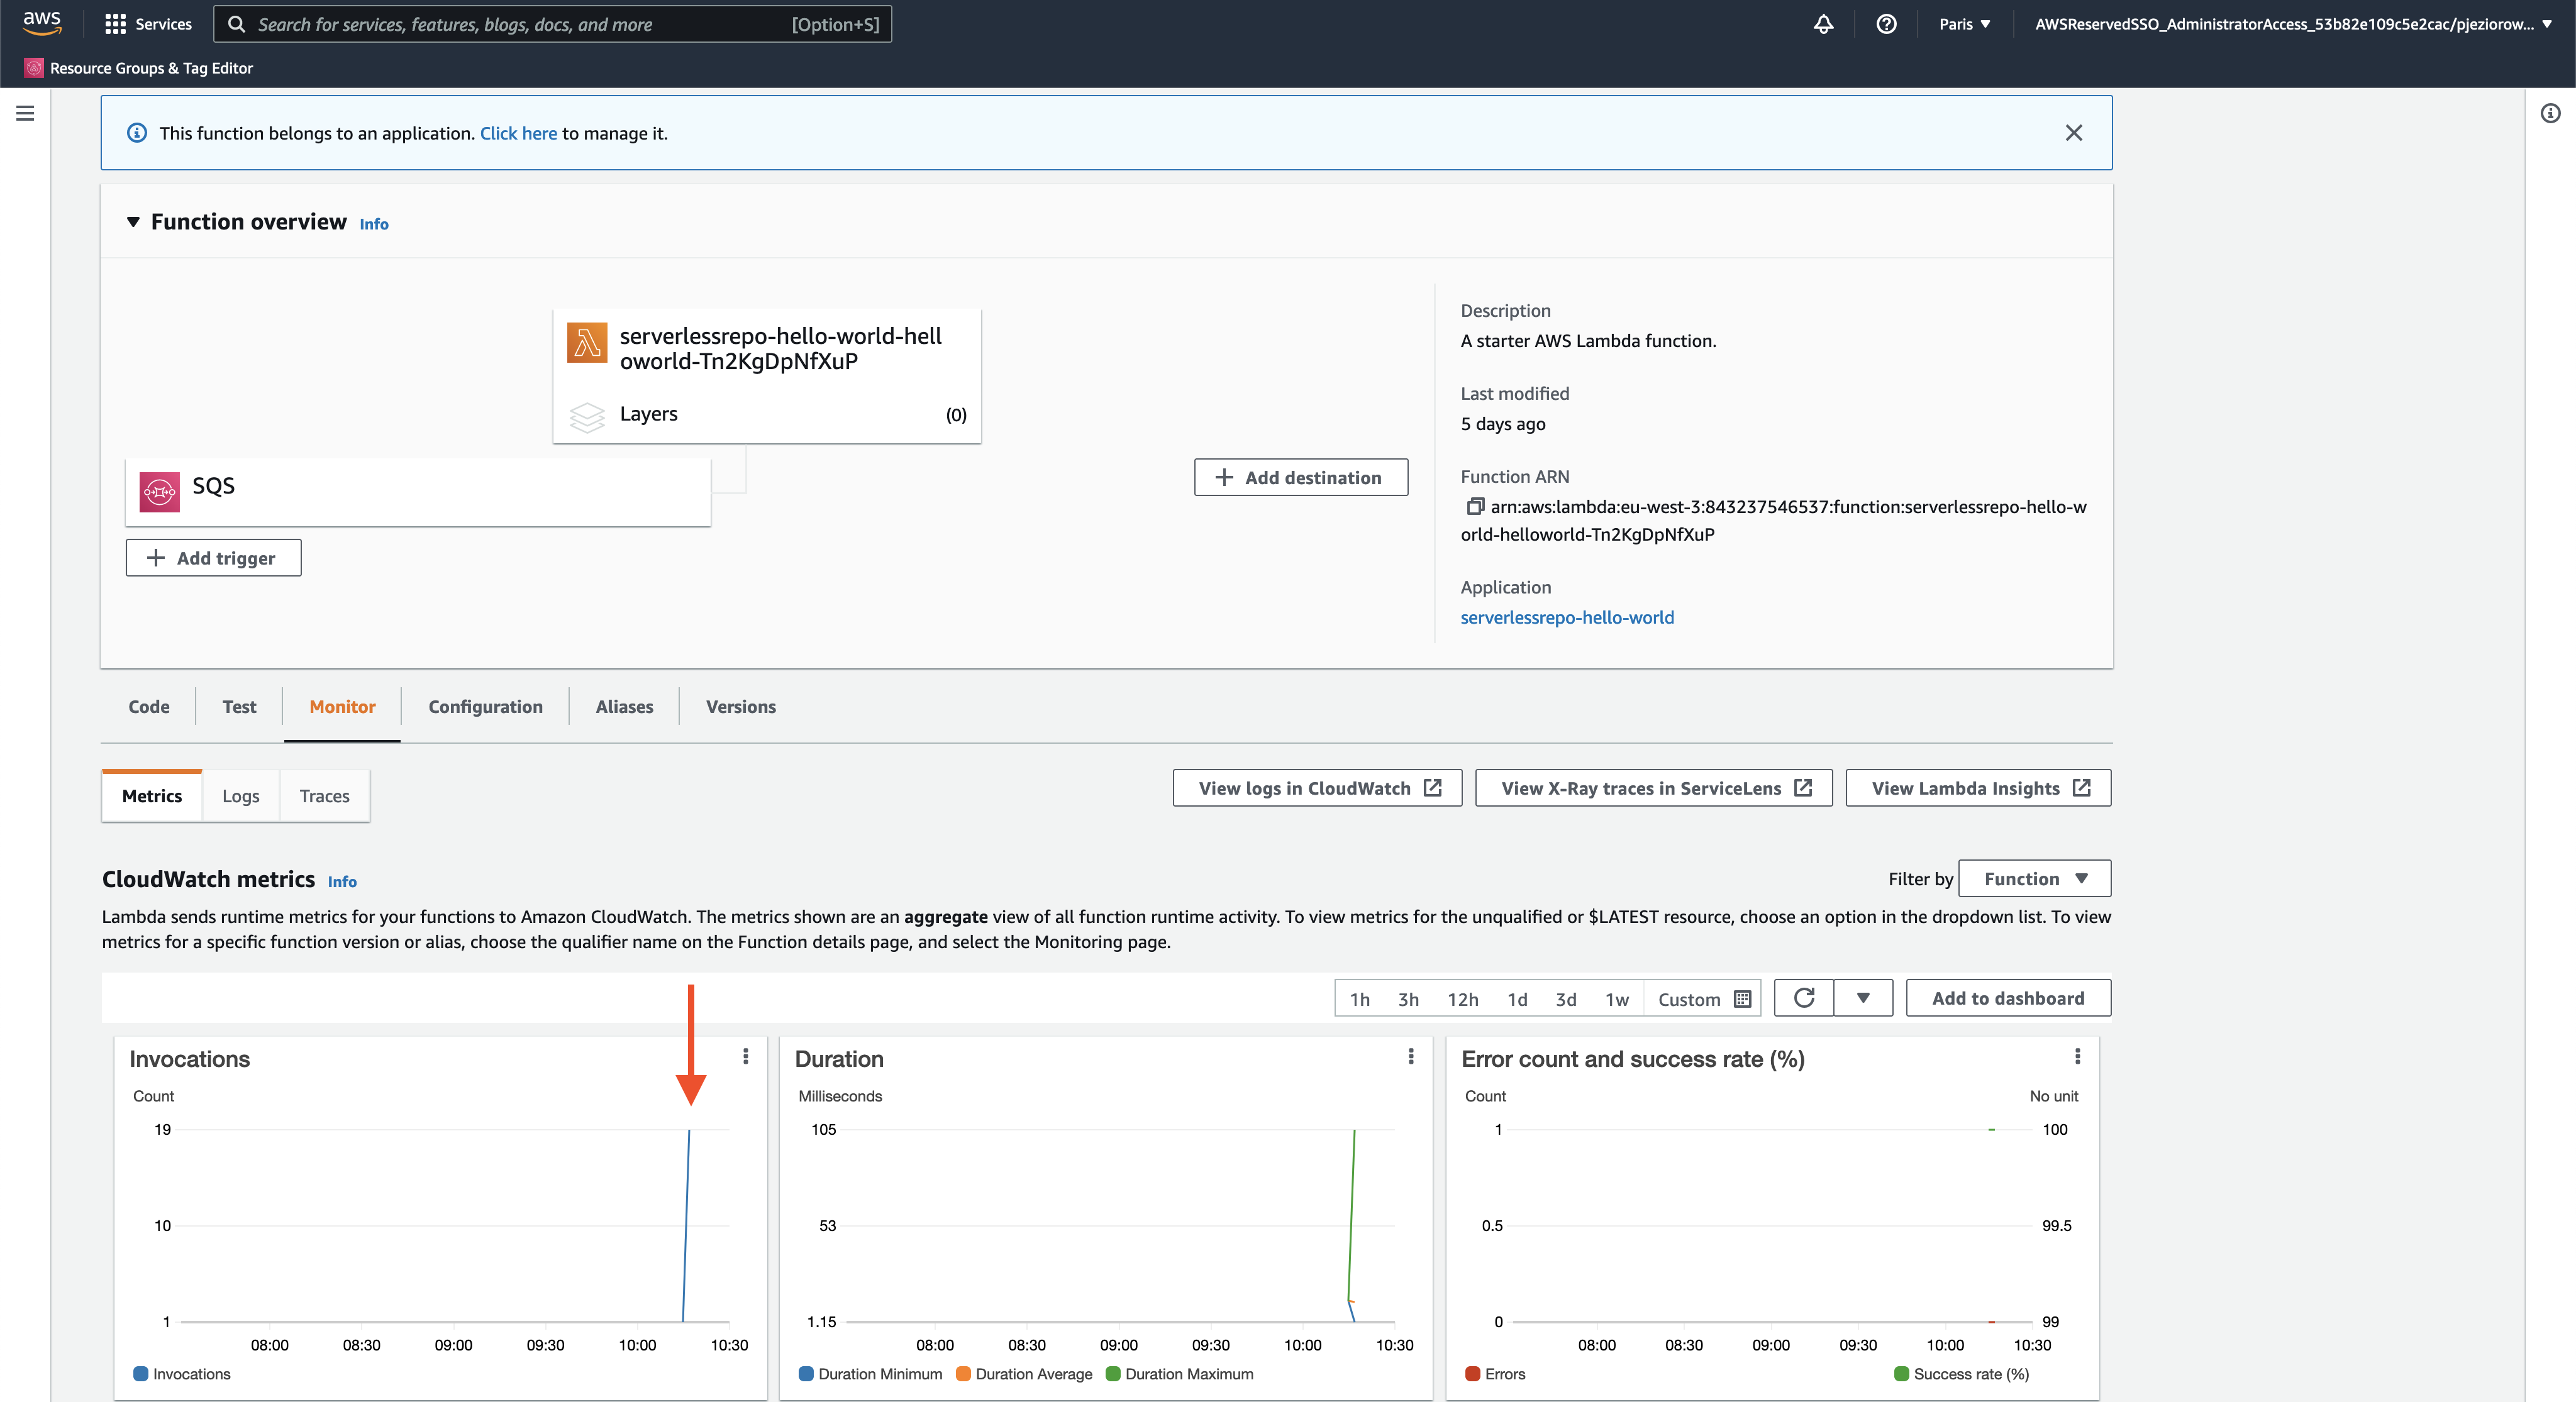 aws
Services
Search for services, features, blogs, docs, and more
[Option+S]
Paris
AWSReservedSSO_AdministratorAccess_53b82e109c5e2cac/pjeziorow...
Resource Groups & Tag Editor
This function belongs to an application. Click here to manage it.
Function overview Info
serverlessrepo-hello-world-hell
oworld-Tn2KgDpNfXuP
Layers
(0)
SQS
Add trigger
Add destination
Description
A starter AWS Lambda function.
Last modified
5 days ago
Function ARN
arn:aws:lambda:eu-west-3:843237546537:function:serverlessrepo-hello-w
orld-helloworld-Tn2KgDpNfXuP
Application
serverlessrepo-hello-world
Code
Test
Monitor
Configuration
Aliases
Versions
Metrics
Logs
Traces
View logs in CloudWatch
View X-Ray traces in ServiceLens
View Lambda Insights
CloudWatch metrics Info
Filter by
Function
Lambda sends runtime metrics for your functions to Amazon CloudWatch. The metrics shown are an aggregate view of all function runtime activity. To view metrics for the unqualified or $LATEST resource, choose an option in the dropdown list. To view
metrics for a specific function version or alias, choose the qualifier name on the Function details page, and select the Monitoring page.
1h 3h 12h 1d 3d 1w Custom
Add to dashboard
Invocations
Count
19
10
1
08:00 08:30 09:00 09:30 10:00 10:30
Invocations
Duration
Milliseconds
105
53
1.15
08:00 08:30 09:00 09:30 10:00 10:30
Duration Minimum Duration Average Duration Maximum
Error count and success rate (%)
Count
No unit
1
100
0.5
99.5
0
99
08:00 08:30 09:00 09:30 10:00 10:30
Errors
Success rate (%)